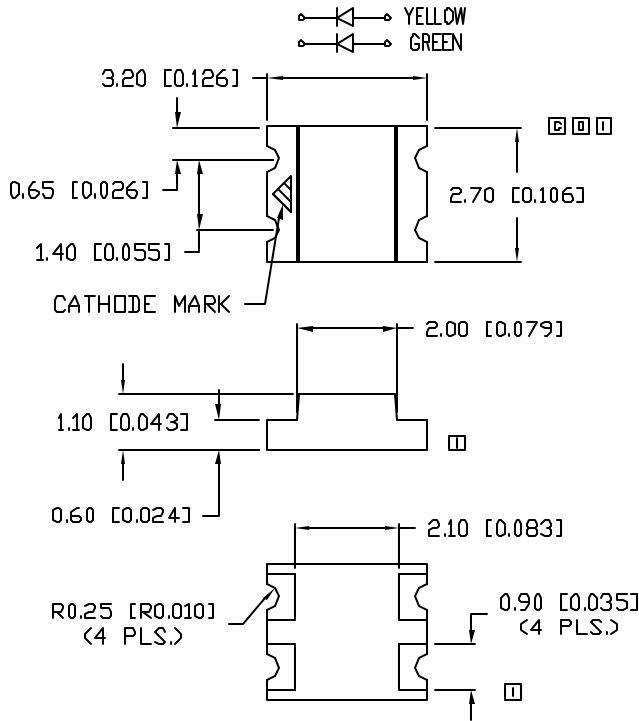 YELLOW
GREEN
3.20 [0.126]
C D I
0.65 [0.026]
2.70 [0.106]
1.40 [0.055]
CATHODE MARK
2.00 [0.079]
1.10 [0.043]
I
0.60 [0.024]
2.10 [0.083]
R0.25 [R0.010]
(4 PLS.)
0.90 [0.035]
(4 PLS.)
I